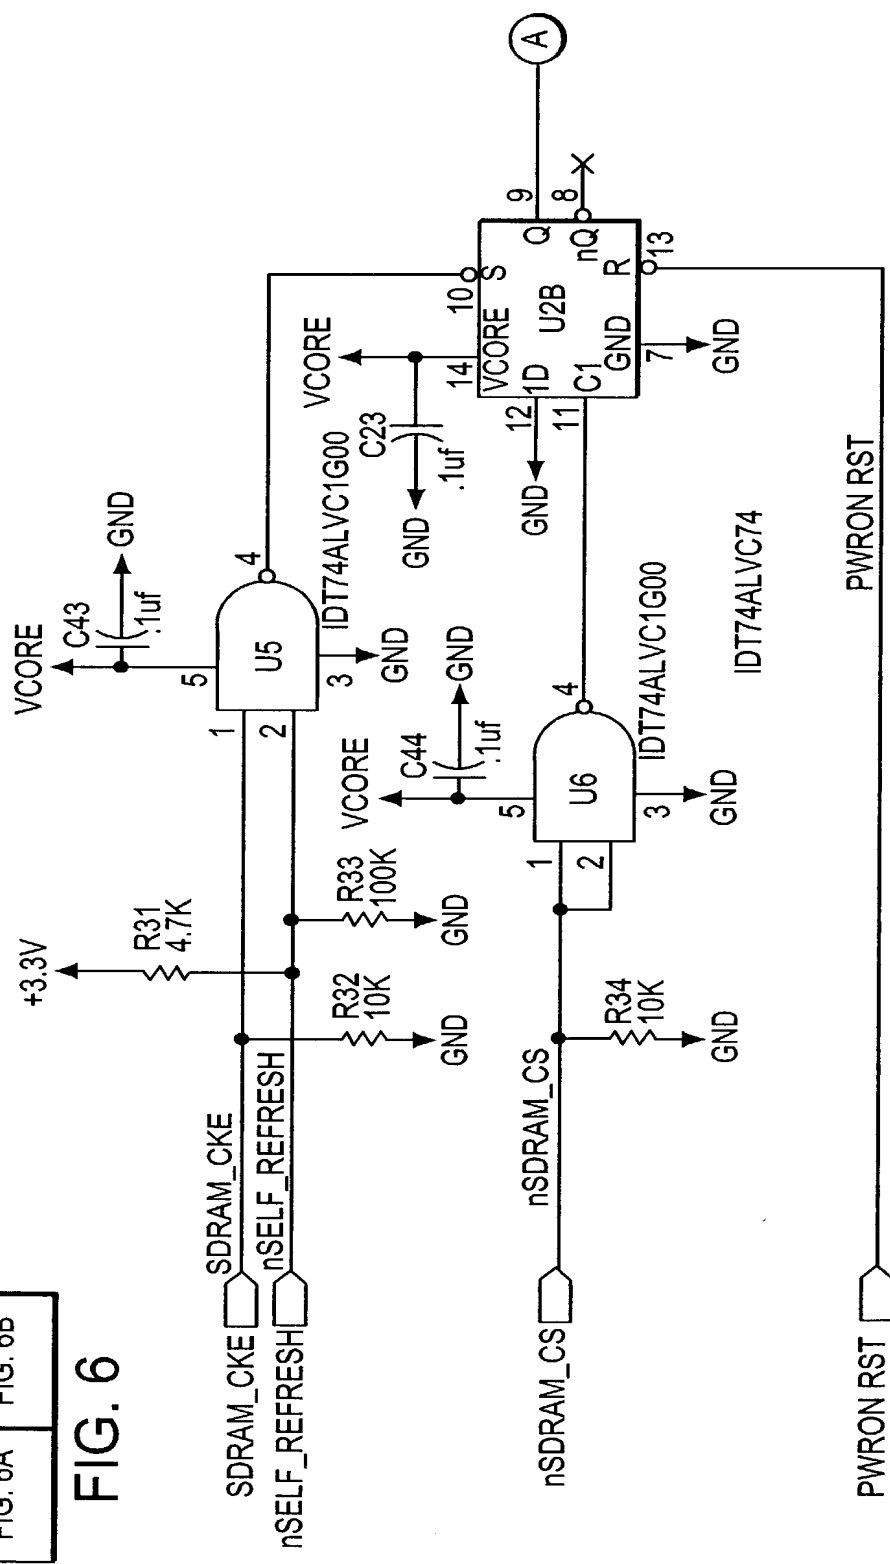 FIG. 6A
FIG. 6B
FIG. 6
SDRAM_CKE
SDRAM_CKE
nSELF_REFRESH
nSELF_REFRESH
+3.3V
R31
4.7K
R32
10K
GND
R33
100K
GND
VCORE
C43
.1uf
GND
5
1
2
U5
4
3
GND
IDT74ALVC1G00
nSDRAM_CS
nSDRAM_CS
R34
10K
GND
VCORE
C44
.1uf
GND
5
1
2
U6
4
3
GND
IDT74ALVC1G00
VCORE
C23
.1uf
GND
14
VCORE
10
S
12
1D
GND
11
C1
U2B
Q
9
nQ
8
R
13
GND
7
GND
IDT74ALVC74
A
PWRON RST
PWRON RST